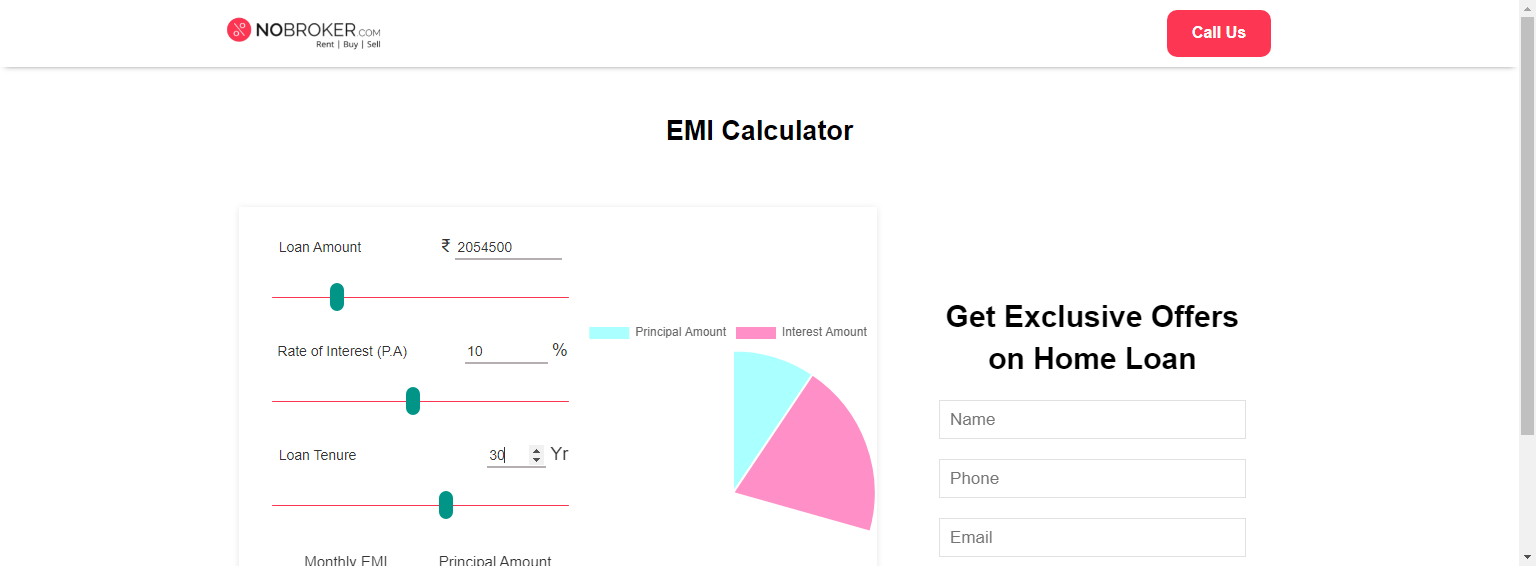 NOBROKER.COM
Rent | Buy | Sell
Call Us
EMI Calculator
Loan Amount ₹ 2054500
Rate of Interest (P.A) 10 %
Loan Tenure 30 Yr
Monthly EMI Principal Amount
Principal Amount Interest Amount
Get Exclusive Offers
on Home Loan
Name
Phone
Email